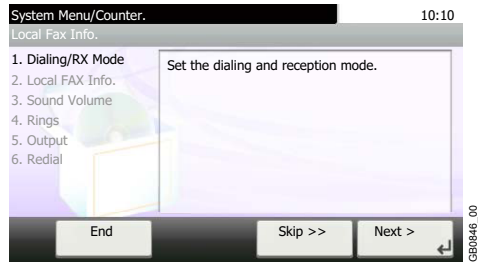 System Menu/Counter. 10:10
Local Fax Info.
1. Dialing/RX Mode
2. Local FAX Info.
3. Sound Volume
4. Rings
5. Output
6. Redial
Set the dialing and reception mode.
End
Skip >>
Next >
GB0846_00